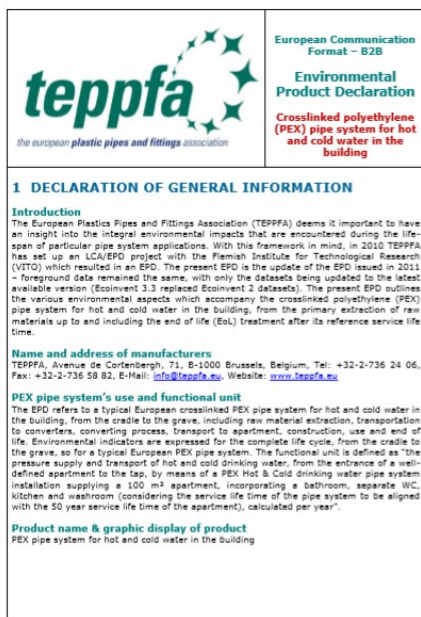 teppfa
the european plastic pipes and fittings association
European Communication
Format – B2B
Environmental
Product Declaration
Crosslinked polyethylene
(PEX) pipe system for hot
and cold water in the
building
1 DECLARATION OF GENERAL INFORMATION
Introduction
The European Plastics Pipes and Fittings Association (TEPPFA) deems it important to have
an insight into the integral environmental impacts that are encountered during the life-
span of particular pipe system applications. With this framework in mind, in 2010 TEPPFA
has set up an LCA/EPD project with the Flemish Institute for Technological Research
(VITO) which resulted in an EPD. The present EPD is the update of the EPD issued in 2011
– foreground data remained the same, with only the datasets being updated to the latest
available version (Ecoinvent 3.3 replaced Ecoinvent 2 datasets). The present EPD outlines
the various environmental aspects which accompany the crosslinked polyethylene (PEX)
pipe system for hot and cold water in the building, from the primary extraction of raw
materials up to and including the end of life (EoL) treatment after its reference service life
time.
Name and address of manufacturers
TEPPFA, Avenue de Cortenbergh, 71, B-1000 Brussels, Belgium, Tel: +32-2-736 24 06,
Fax: +32-2-736 58 82, E-Mail: info@teppfa.eu, Website: www.teppfa.eu
PEX pipe system's use and functional unit
The EPD refers to a typical European crosslinked PEX pipe system for hot and cold water in
the building, from the cradle to the grave, including raw material extraction, transportation
to converters, converting process, transport to apartment, construction, use and end of
life. Environmental indicators are expressed for the complete life cycle, from the cradle to
the grave, so for a typical European PEX pipe system. The functional unit is defined as "the
pressure supply and transport of hot and cold drinking water, from the entrance of a well-
defined apartment to the tap, by means of a PEX Hot & Cold drinking water pipe system
installation supplying a 100 m² apartment, incorporating a bathroom, separate WC,
kitchen and washroom (considering the service life time of the pipe system to be aligned
with the 50 year service life time of the apartment), calculated per year".
Product name & graphic display of product
PEX pipe system for hot and cold water in the building